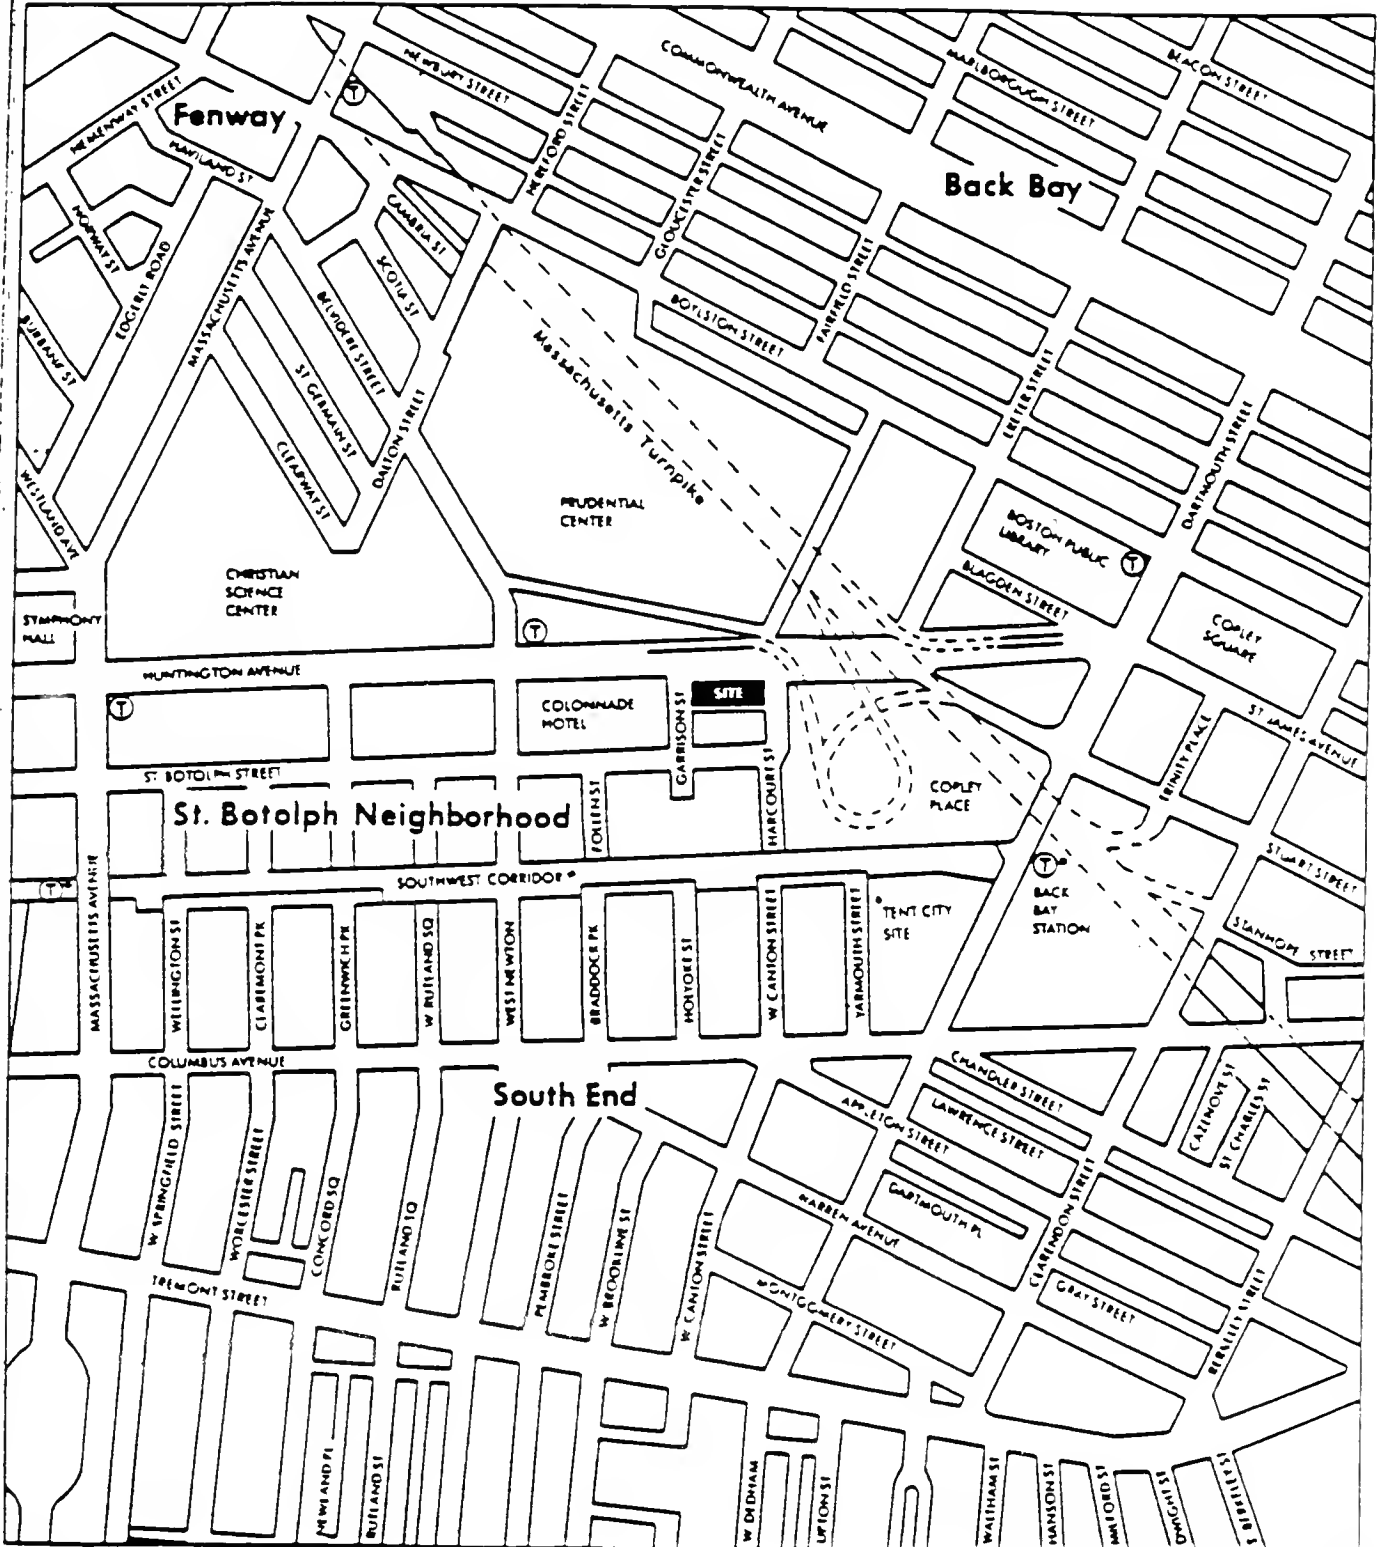 NEWBURY STREET
COMMONWEALTH AVENUE
MARLBOROUGH STREET
BEACON STREET
HEMENWAY STREET
Fenway
T
HAVILAND ST
HEREFORD STREET
GLOUCESTER STREET
Back Bay
NORWAY ST
EDGERLY ROAD
MASSACHUSETTS AVENUE
CAMBRIA ST
SCOTIA ST
BELVIDERE STREET
FAIRFIELD STREET
BOYLSTON STREET
BURBANK ST
ST GERMAIN ST
CLEARWAY ST
DALTON STREET
Massachusetts Turnpike
EXETER STREET
DARTMOUTH STREET
WESTLAND AVE
PRUDENTIAL
CENTER
BOSTON PUBLIC
LIBRARY
T
BLAGDEN STREET
CHRISTIAN
SCIENCE
CENTER
SYMPHONY
HALL
T
COPLEY
SQUARE
HUNTINGTON AVENUE
T
COLONNADE
HOTEL
GARRISON ST
SITE
ST JAMES AVENUE
TRINITY PLACE
ST. BOTOLPH STREET
St. Botolph Neighborhood
FOLLEN ST
HARCOURT ST
COPLEY
PLACE
STUART STREET
T*
SOUTHWEST CORRIDOR*
T*
BACK
BAY
STATION
MASSACHUSETTS AVENUE
WELLINGTON ST
CLAREMONT PK
GREENWICH PK
W RUTLAND SQ
WEST NEWTON
BRADDOCK PK
HOLYOKE ST
W CANTON STREET
YARMOUTH STREET
*TENT CITY
SITE
STANHOPE STREET
COLUMBUS AVENUE
South End
CHANDLER STREET
LAWRENCE STREET
APPLETON STREET
CAZENOVE ST
ST CHARLES ST
W SPRINGFIELD STREET
WORCESTER STREET
CONCORD SQ
RUTLAND SQ
PEMBROKE STREET
W BROOKLINE ST
W CANTON STREET
WARREN AVENUE
DARTMOUTH PL
CLARENDON STREET
TREMONT STREET
MONTGOMERY STREET
GRAY STREET
BERKELEY STREET
NEWLAND PL
RUTLAND ST
W DEDHAM
UPTON ST
WALTHAM ST
HANSON ST
MILFORD ST
DWIGHT ST
S BERKELEY ST